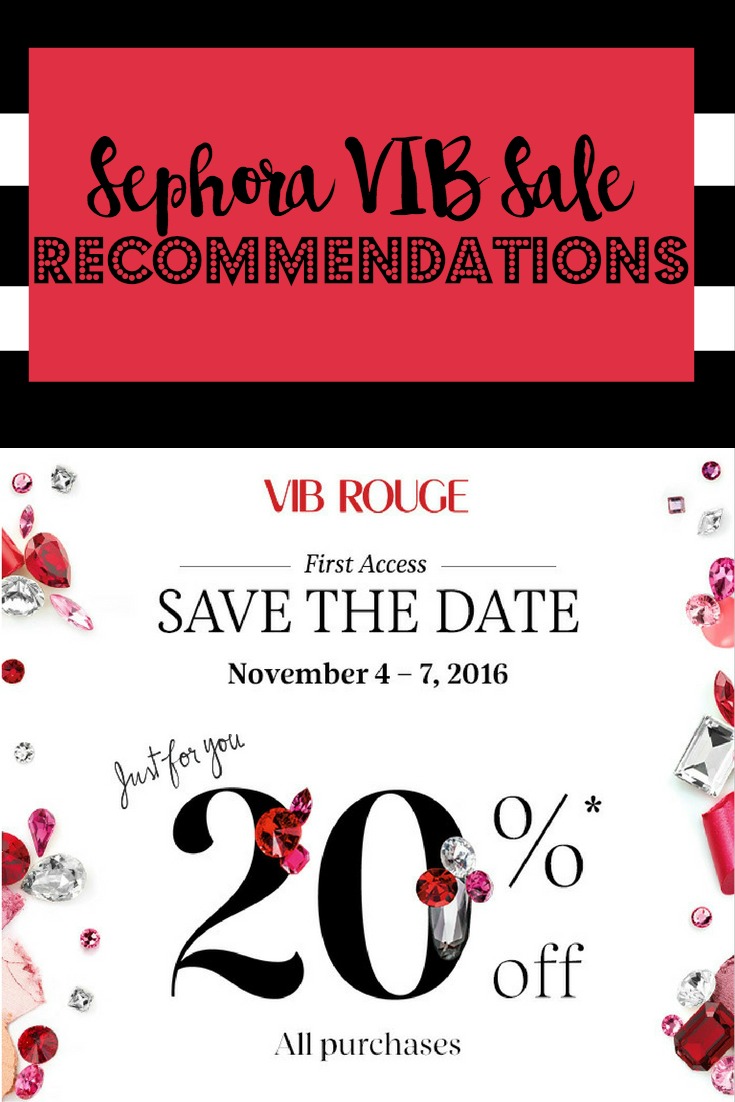 Sephora VIB Sale
RECOMMENDATIONS
VIB ROUGE
First Access
SAVE THE DATE
November 4 – 7, 2016
Just for you
20%*
off
All purchases